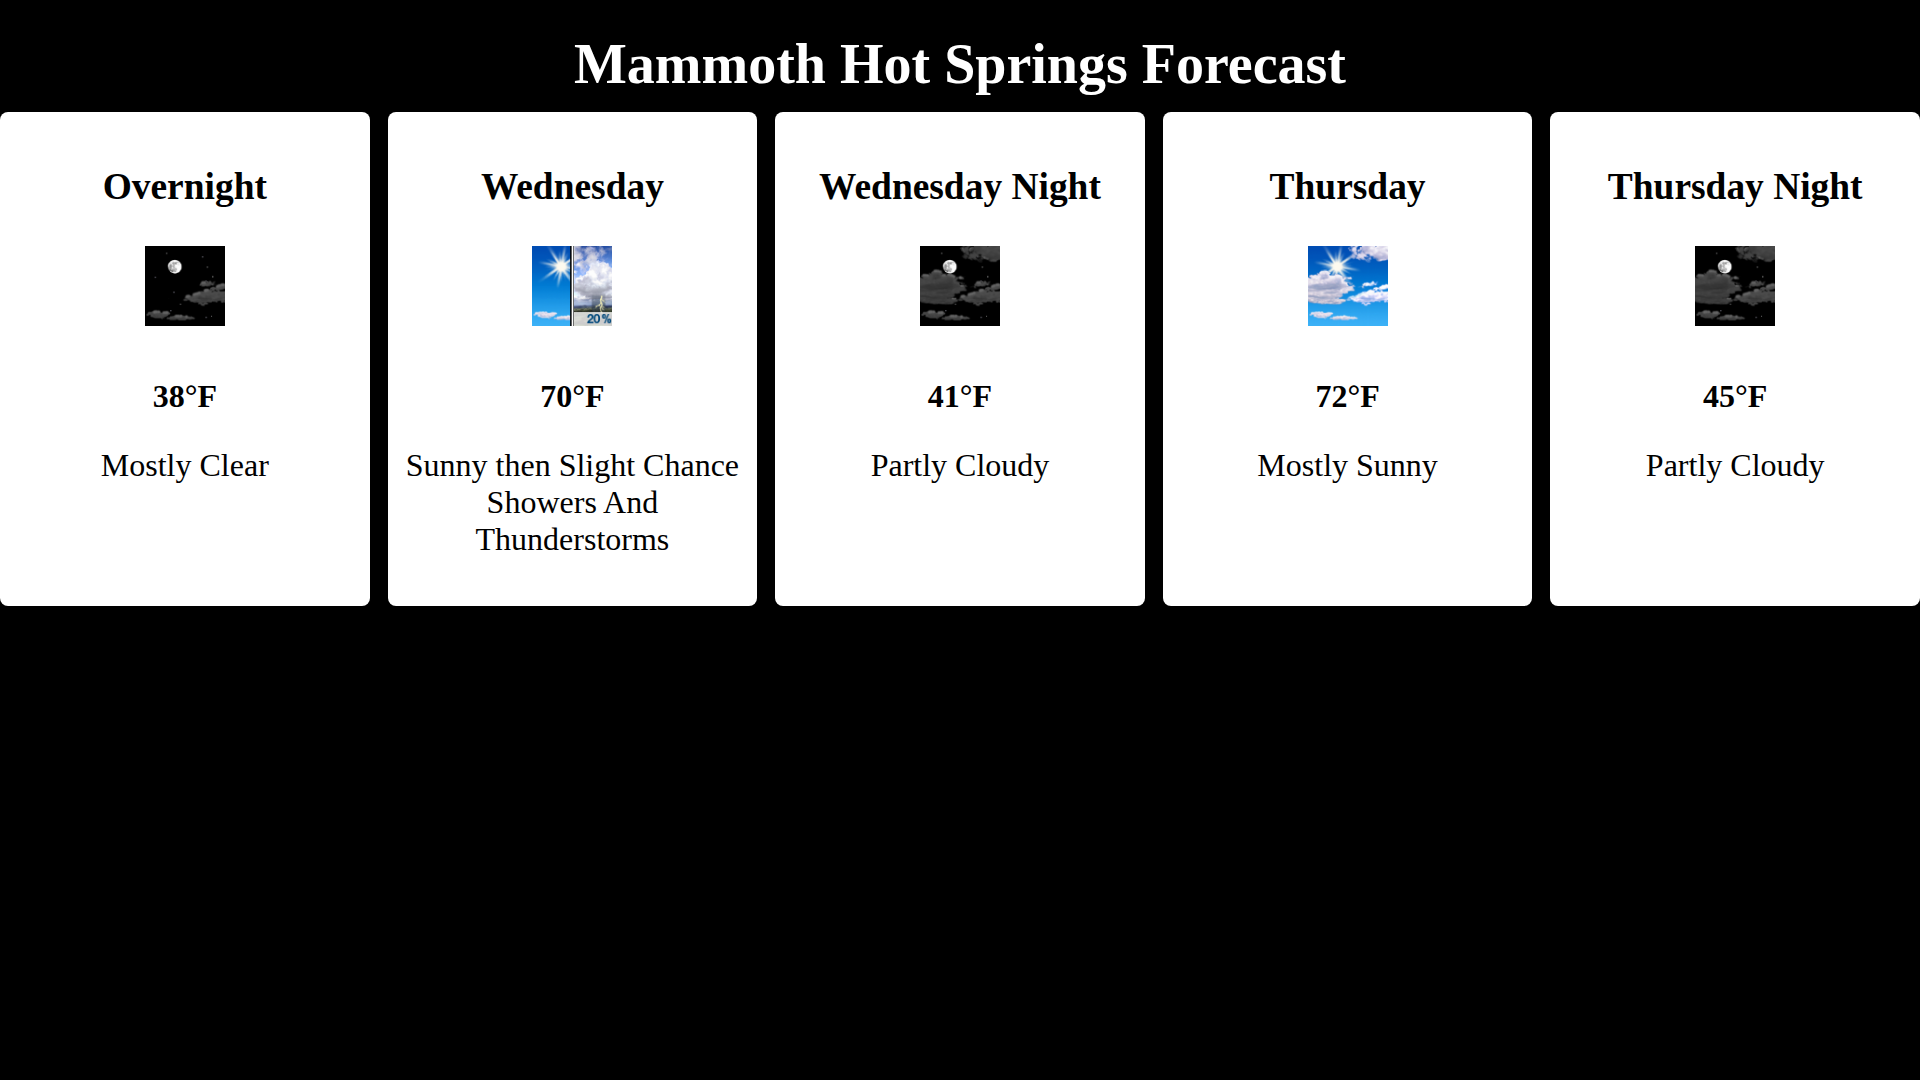 Mammoth Hot Springs Forecast
Overnight
38°F
Mostly Clear
Wednesday
20%
70°F
Sunny then Slight Chance
Showers And
Thunderstorms
Wednesday Night
41°F
Partly Cloudy
Thursday
72°F
Mostly Sunny
Thursday Night
45°F
Partly Cloudy